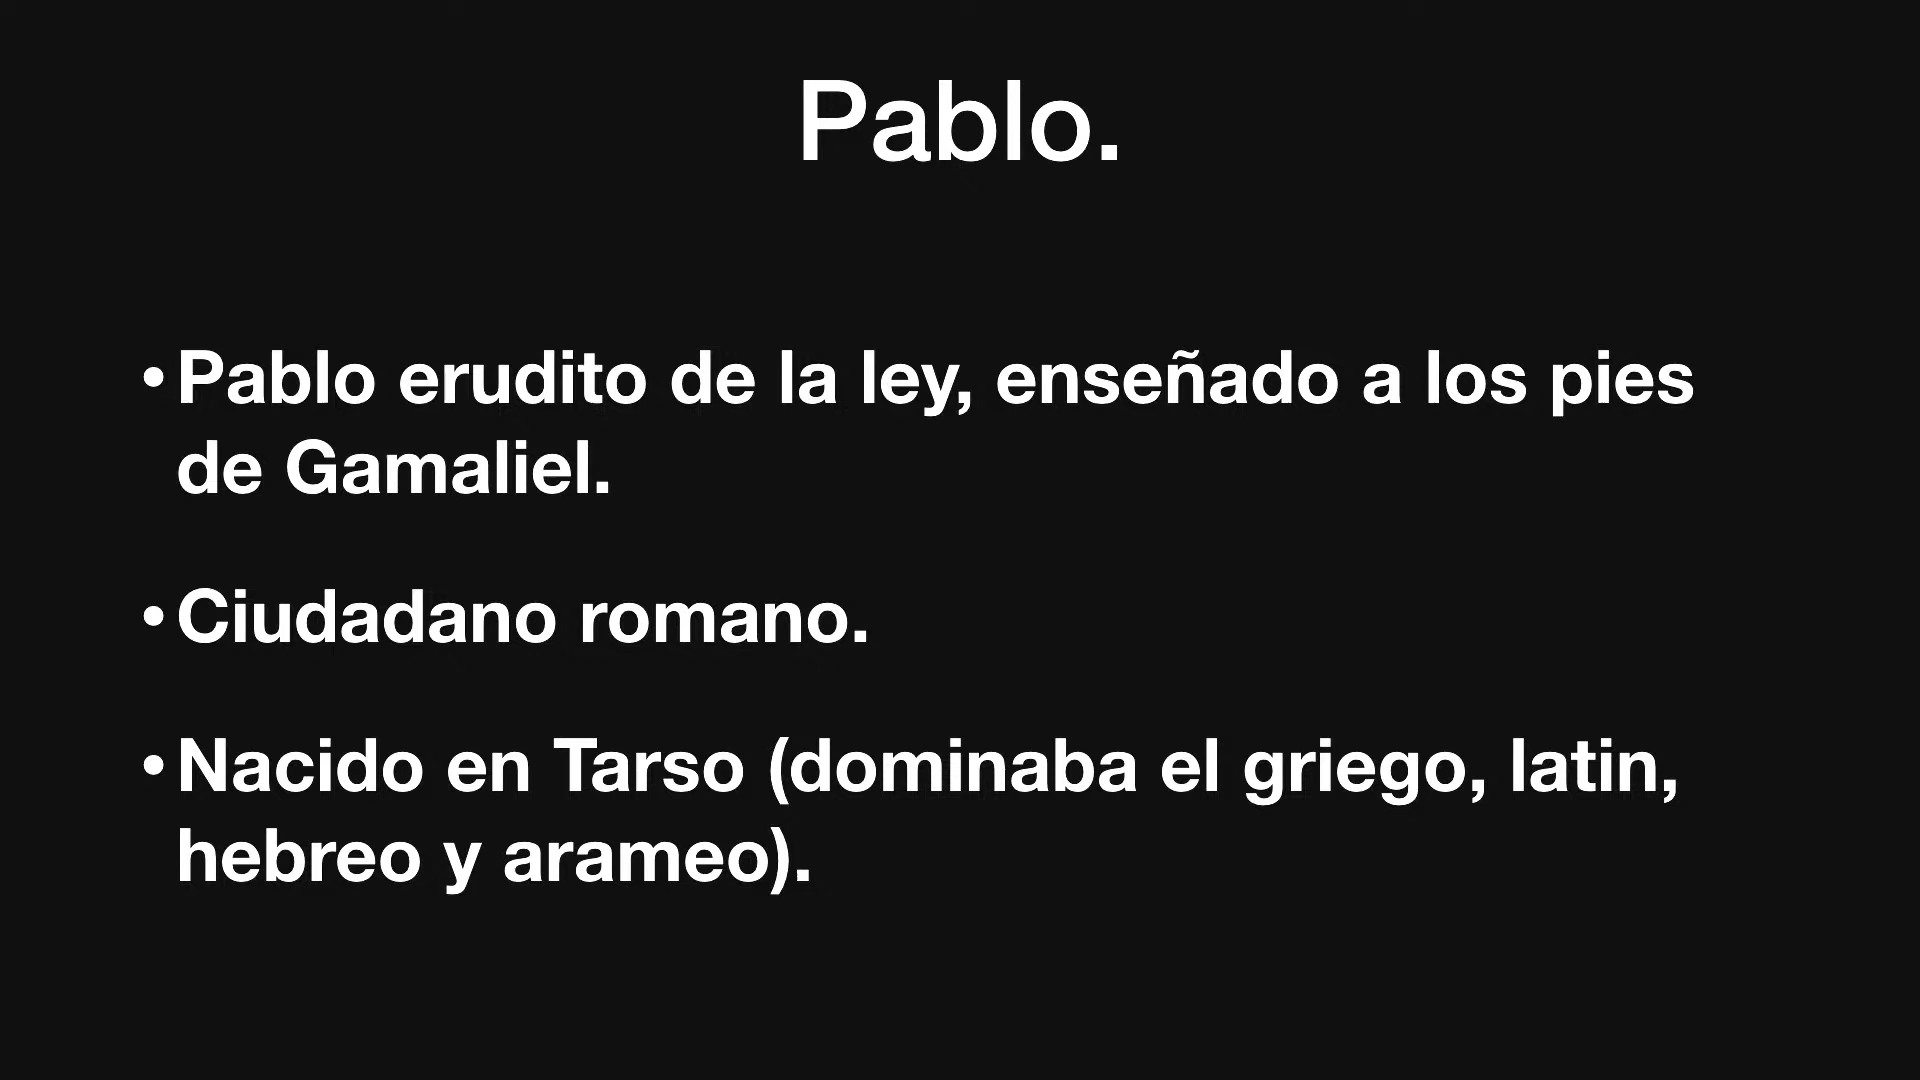 Pablo.
• Pablo erudito de la ley, enseñado a los pies
de Gamaliel.
• Ciudadano romano.
• Nacido en Tarso (dominaba el griego, latin,
hebreo y arameo).